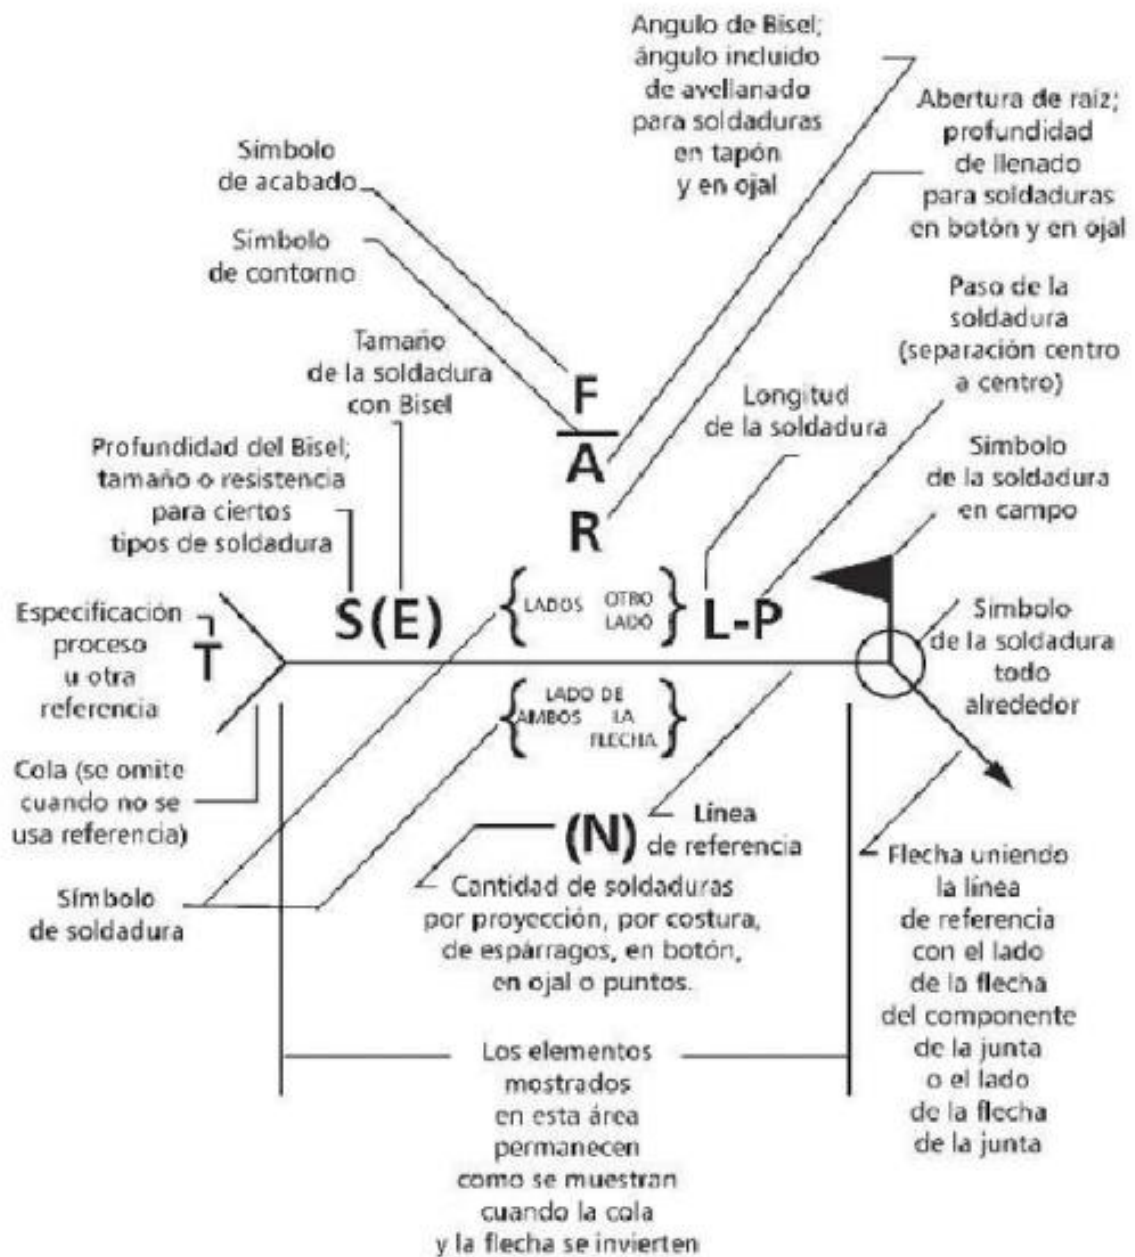 Angulo de Bisel;
ángulo incluido
de avellanado
para soldaduras
en tapón
y en ojal
Abertura de raíz;
profundidad
de llenado
para soldaduras
en botón y en ojal
Símbolo
de acabado
Símbolo
de contorno
Paso de la
soldadura
(separación centro
a centro)
Tamaño
de la soldadura
con Bisel
F
A
R
Longitud
de la soldadura
Profundidad del Bisel;
tamaño o resistencia
para ciertos
tipos de soldadura
Símbolo
de la soldadura
en campo
Especificación
proceso
u otra
referencia
T
S(E)
{ LADOS OTRO
LADO }
L-P
Símbolo
de la soldadura
todo
alrededor
{ LADO DE
AMBOS LA
FLECHA }
Cola (se omite
cuando no se
usa referencia)
(N)
Línea
de referencia
Símbolo
de soldadura
Cantidad de soldaduras
por proyección, por costura,
de espárragos, en botón,
en ojal o puntos.
Flecha uniendo
la línea
de referencia
con el lado
de la flecha
del componente
de la junta
o el lado
de la flecha
de la junta
Los elementos
mostrados
en esta área
permanecen
como se muestran
cuando la cola
y la flecha se invierten